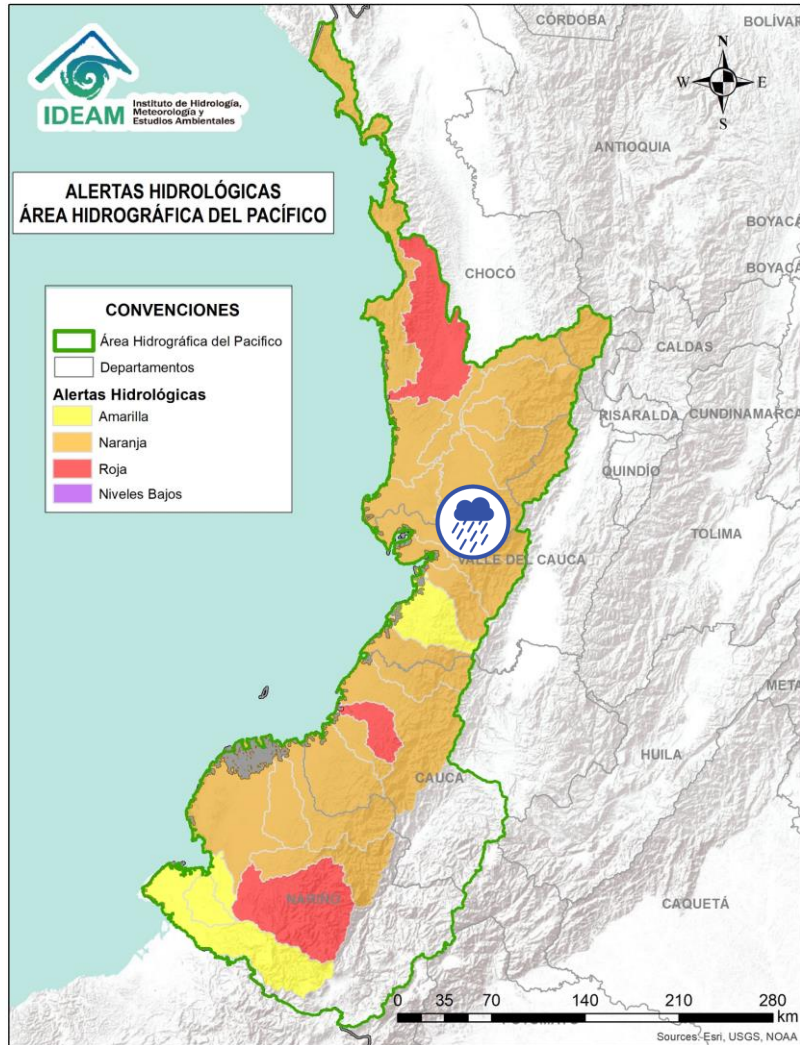 IDEAM
Instituto de Hidrología,
Meteorología y
Estudios Ambientales
ALERTAS HIDROLÓGICAS
ÁREA HIDROGRÁFICA DEL PACÍFICO
CONVENCIONES
Área Hidrográfica del Pacifico
Departamentos
Alertas Hidrológicas
Amarilla
Naranja
Roja
Niveles Bajos
N
W E
S
CÓRDOBA
BOLÍVAR
ANTIOQUIA
BOYACÁ
BOYACÁ
CHOCÓ
CALDAS
RISARALDA
CUNDINAMARCA
QUINDÍO
TOLIMA
VALLE DEL CAUCA
META
HUILA
CAUCA
NARIÑO
CAQUETÁ
0 35 70 140 210 280
km
Sources: Esri, USGS, NOAA